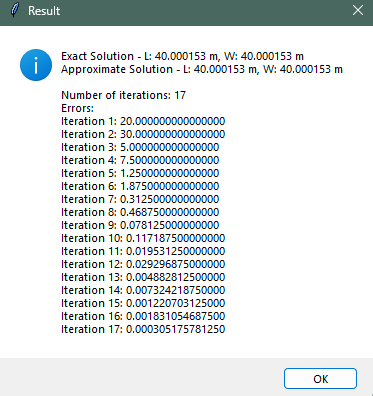 Result
Exact Solution - L: 40.000153 m, W: 40.000153 m
Approximate Solution - L: 40.000153 m, W: 40.000153 m
Number of iterations: 17
Errors:
Iteration 1: 20.000000000000000
Iteration 2: 30.000000000000000
Iteration 3: 5.000000000000000
Iteration 4: 7.500000000000000
Iteration 5: 1.250000000000000
Iteration 6: 1.875000000000000
Iteration 7: 0.312500000000000
Iteration 8: 0.468750000000000
Iteration 9: 0.078125000000000
Iteration 10: 0.117187500000000
Iteration 11: 0.019531250000000
Iteration 12: 0.029296875000000
Iteration 13: 0.004882812500000
Iteration 14: 0.007324218750000
Iteration 15: 0.001220703125000
Iteration 16: 0.001831054687500
Iteration 17: 0.000305175781250
OK